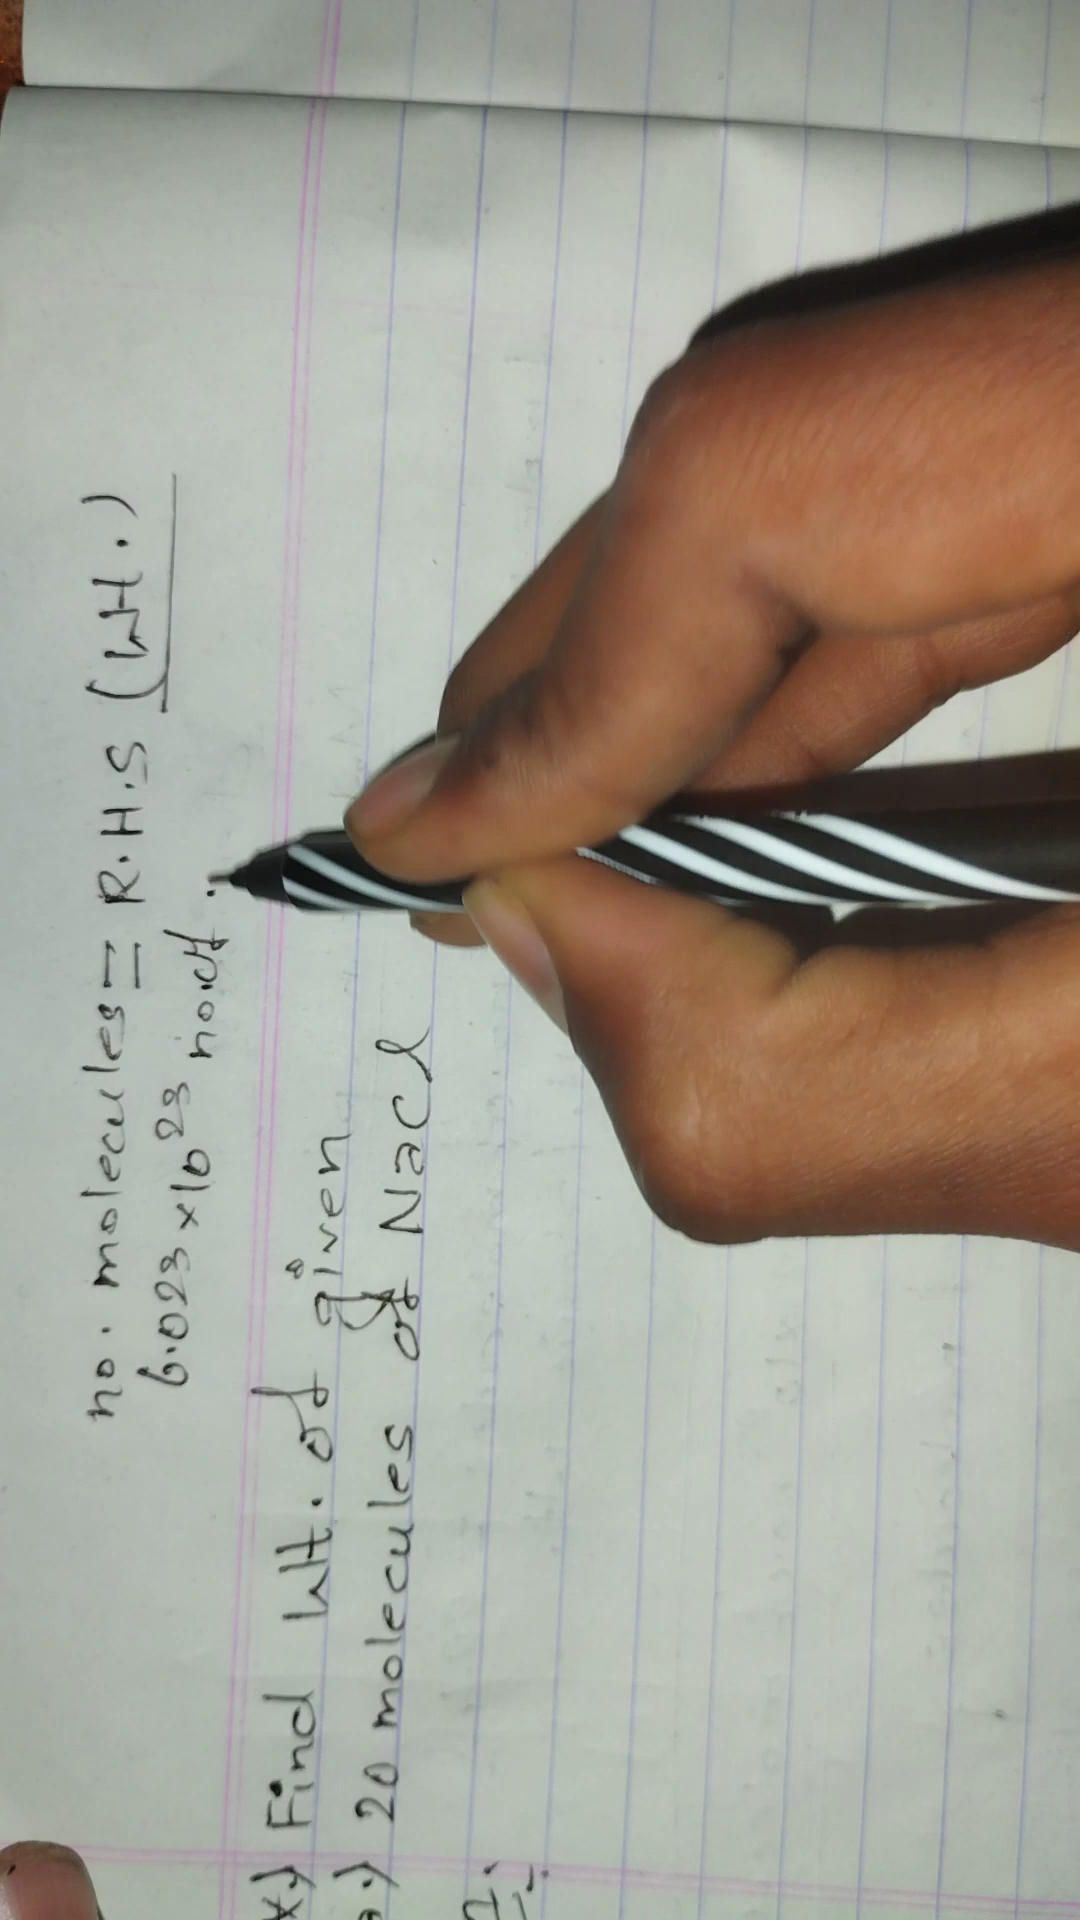 no. molecules = R.H.S (wt.)
6.023 × 10²³ no. of
*) Find wt. of given
a.) 20 molecules of NaCl